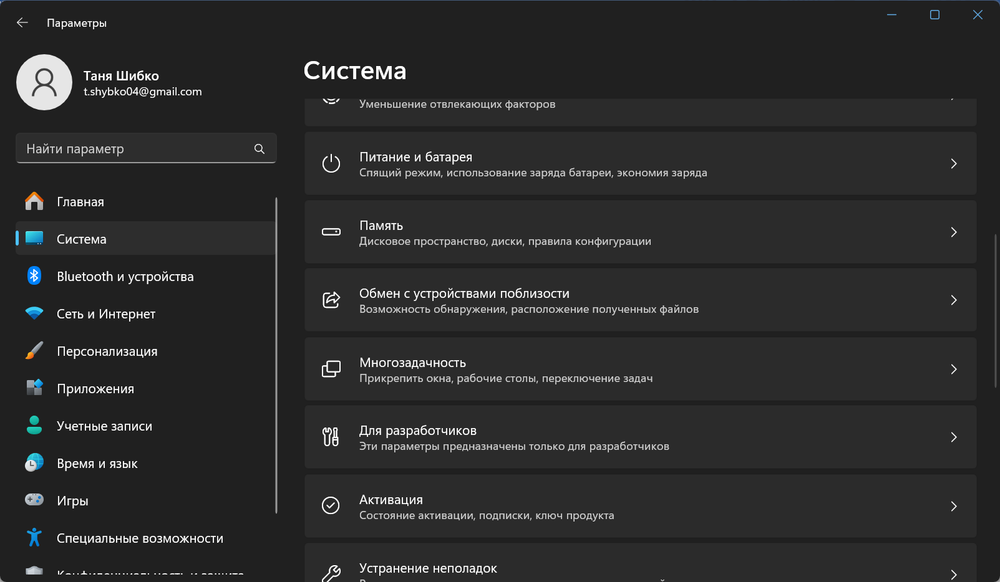 Параметры
Таня Шибко
t.shybko04@gmail.com
Найти параметр
Главная
Система
Bluetooth и устройства
Сеть и Интернет
Персонализация
Приложения
Учетные записи
Время и язык
Игры
Специальные возможности
Конфиденциальность и защита
Система
Уменьшение отвлекающих факторов
Питание и батарея
Спящий режим, использование заряда батареи, экономия заряда
Память
Дисковое пространство, диски, правила конфигурации
Обмен с устройствами поблизости
Возможность обнаружения, расположение полученных файлов
Многозадачность
Прикрепить окна, рабочие столы, переключение задач
Для разработчиков
Эти параметры предназначены только для разработчиков
Активация
Состояние активации, подписки, ключ продукта
Устранение неполадок